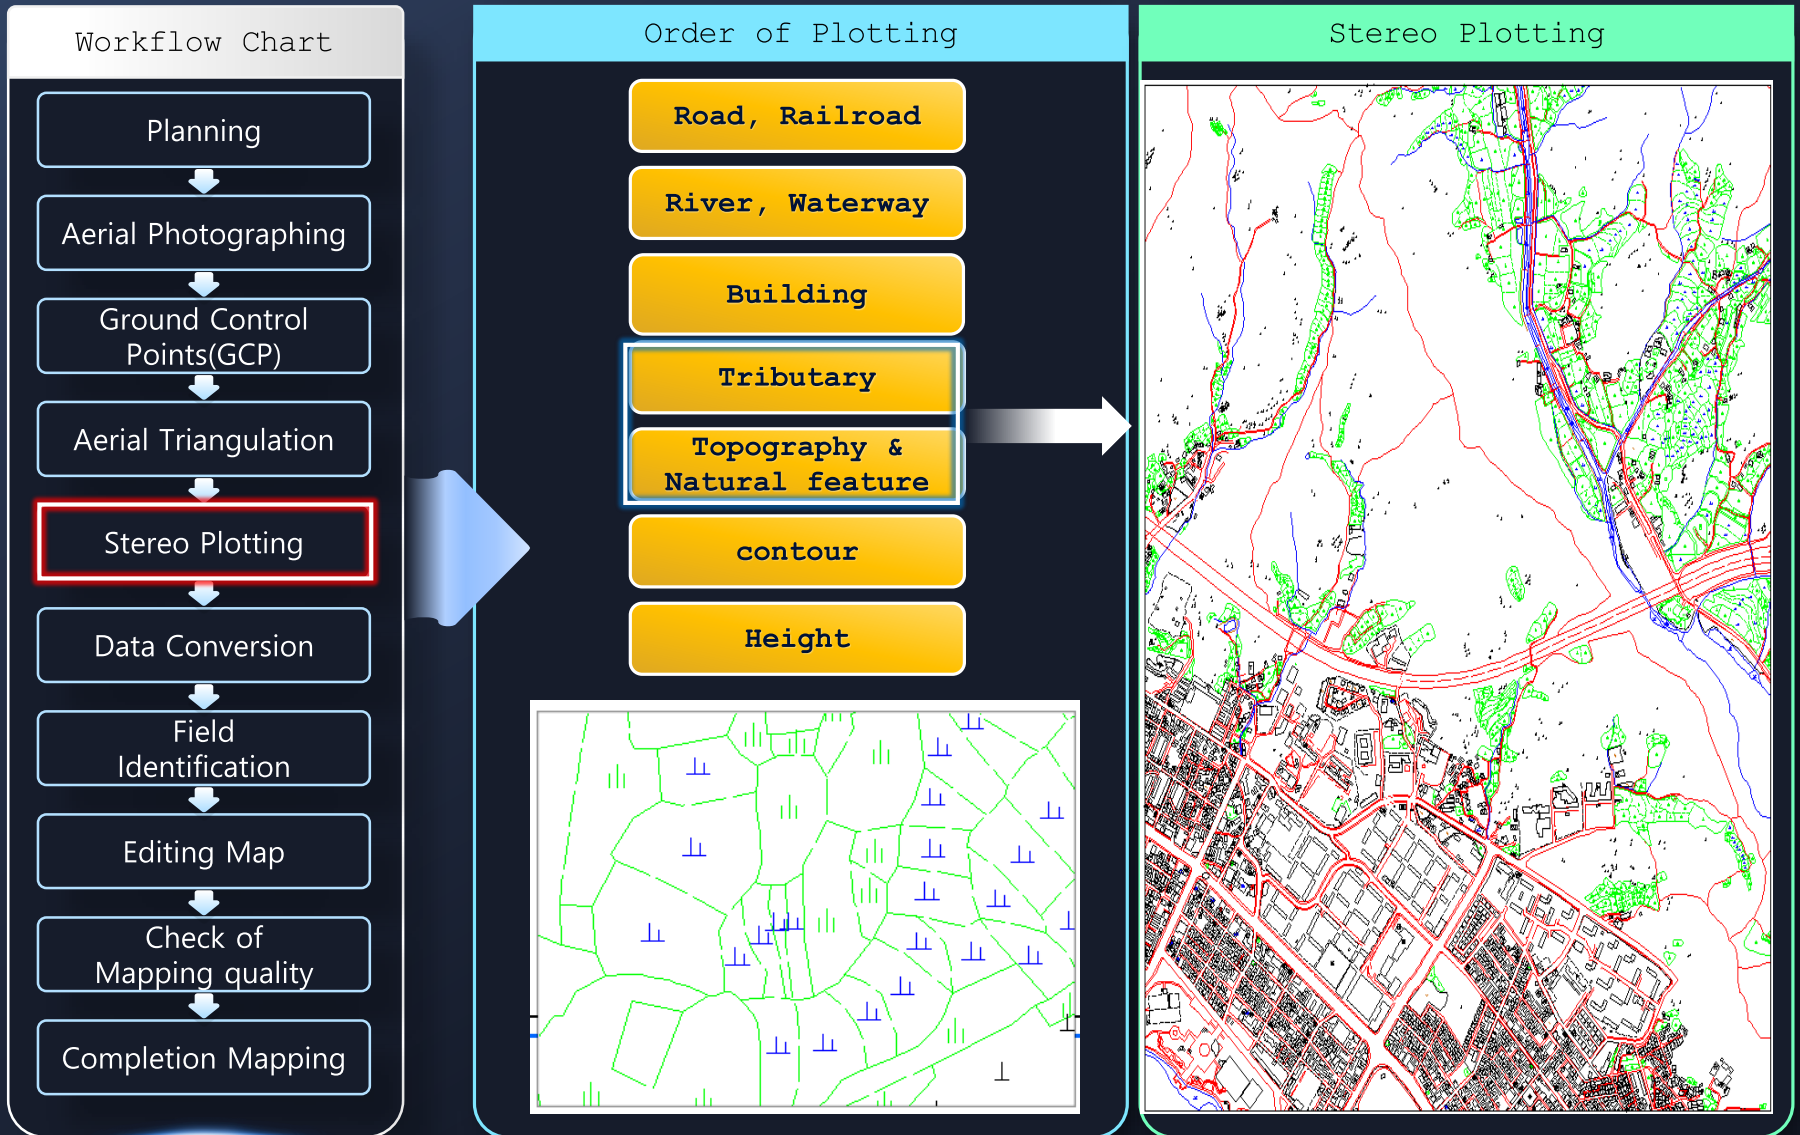 Workflow Chart
Planning
Aerial Photographing
Ground Control
Points(GCP)
Aerial Triangulation
Stereo Plotting
Data Conversion
Field
Identification
Editing Map
Check of
Mapping quality
Completion Mapping
Order of Plotting
Road, Railroad
River, Waterway
Building
Tributary
Topography &
Natural feature
contour
Height
Stereo Plotting